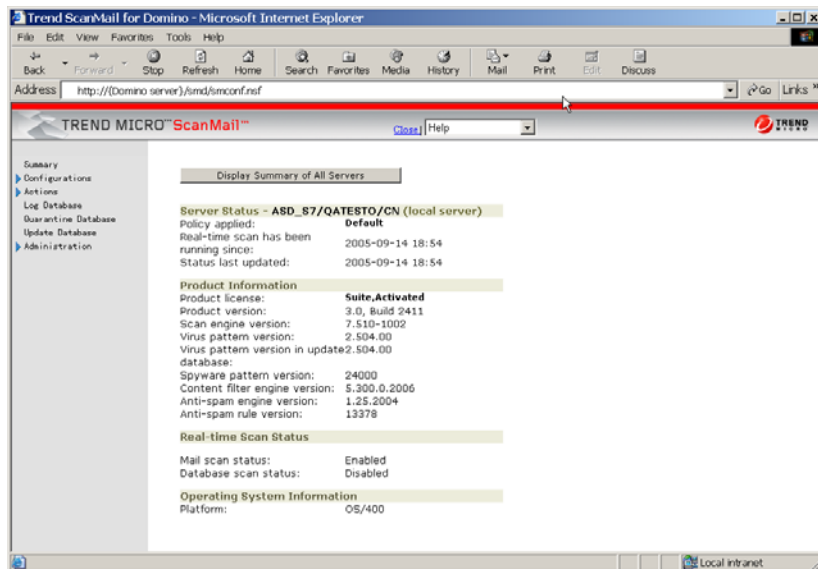 Trend ScanMail for Domino - Microsoft Internet Explorer
File Edit View Favorites Tools Help
Back Forward Stop Refresh Home Search Favorites Media History Mail Print Edit Discuss
Address http://{Domino server}/smd/smconf.nsf Go Links »
TREND MICRO™ ScanMail™ Close| Help TREND MICRO
Summary
Configurations
Actions
Log Database
Quarantine Database
Update Database
Administration
Display Summary of All Servers
Server Status - ASD_S7/QATESTO/CN (local server)
Policy applied: Default
Real-time scan has been
running since: 2005-09-14 18:54
Status last updated: 2005-09-14 18:54
Product Information
Product license: Suite,Activated
Product version: 3.0, Build 2411
Scan engine version: 7.510-1002
Virus pattern version: 2.504.00
Virus pattern version in update 2.504.00
database:
Spyware pattern version: 24000
Content filter engine version: 5.300.0.2006
Anti-spam engine version: 1.25.2004
Anti-spam rule version: 13378
Real-time Scan Status
Mail scan status: Enabled
Database scan status: Disabled
Operating System Information
Platform: OS/400
Local intranet